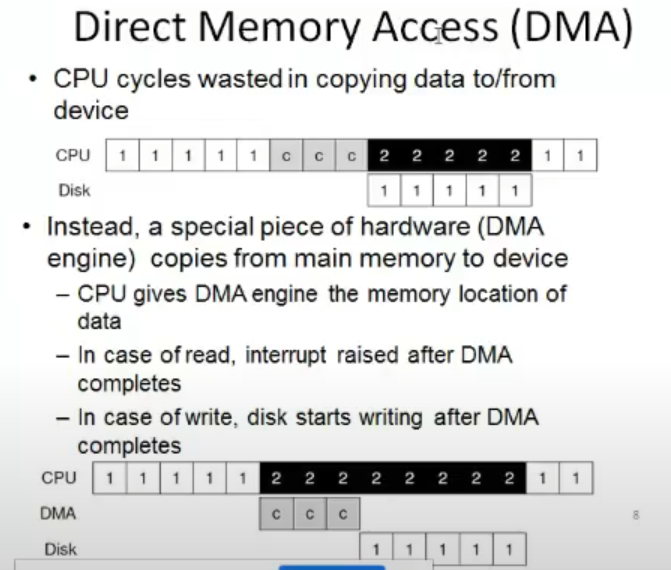 Direct Memory Access (DMA)
• CPU cycles wasted in copying data to/from
device
CPU 1 1 1 1 1 c c c 2 2 2 2 2 1 1
Disk 1 1 1 1 1
• Instead, a special piece of hardware (DMA
engine) copies from main memory to device
– CPU gives DMA engine the memory location of
data
– In case of read, interrupt raised after DMA
completes
– In case of write, disk starts writing after DMA
completes
CPU 1 1 1 1 1 2 2 2 2 2 2 2 2 1 1
DMA c c c
8
Disk 1 1 1 1 1